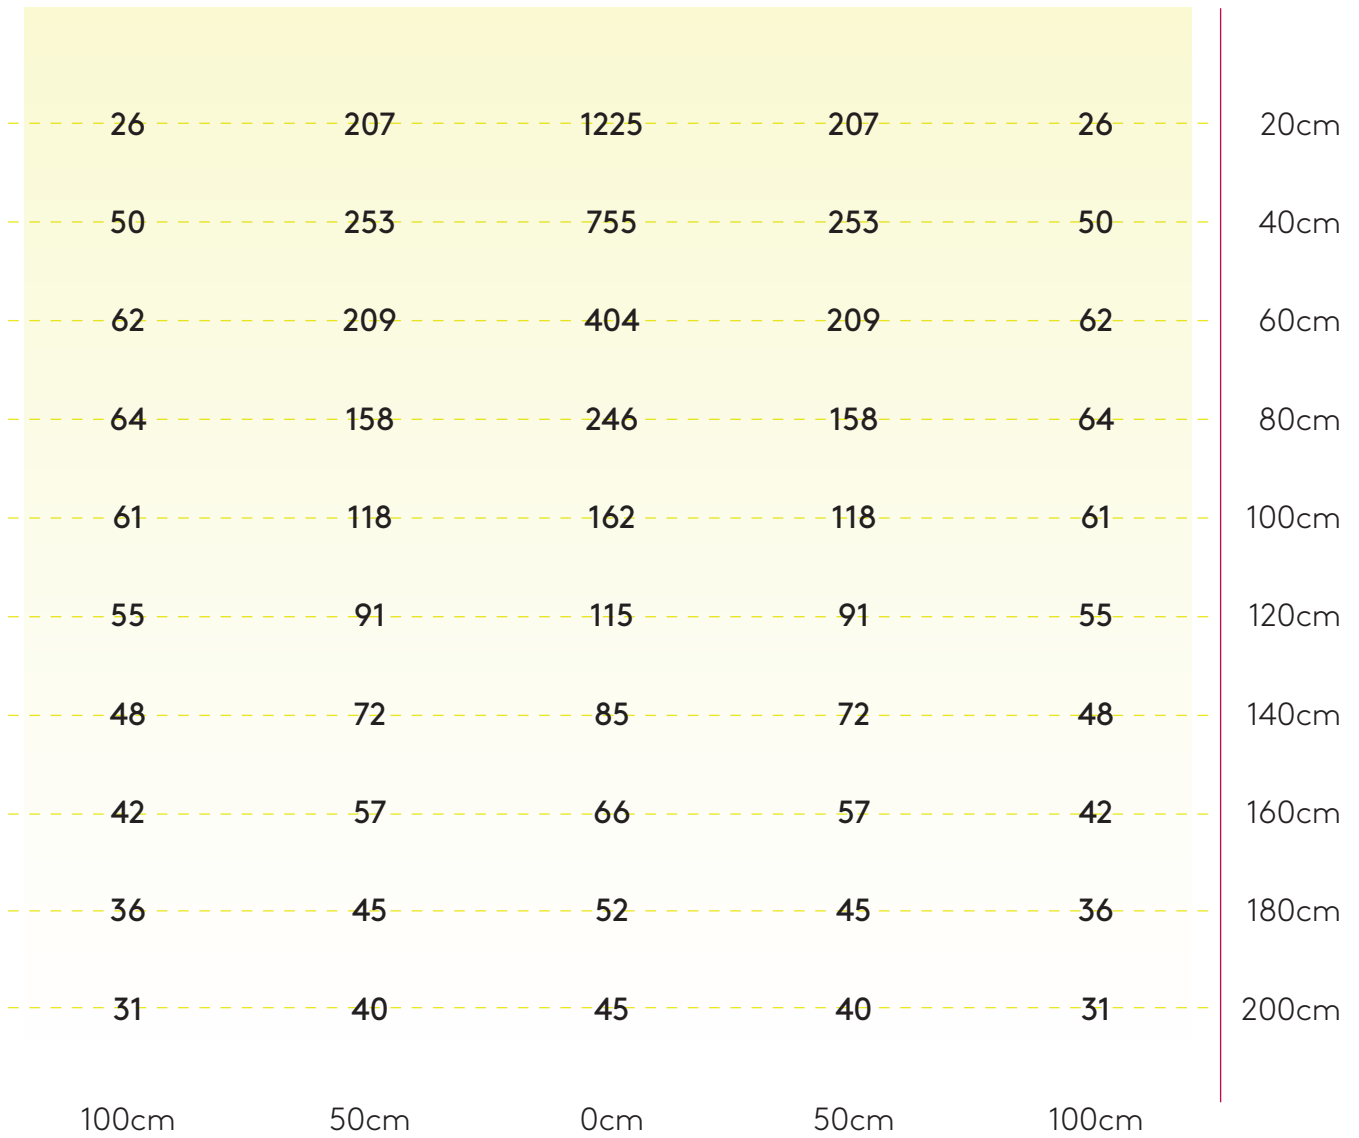 26 207 1225 207 26 20cm
50 253 755 253 50 40cm
62 209 404 209 62 60cm
64 158 246 158 64 80cm
61 118 162 118 61 100cm
55 91 115 91 55 120cm
48 72 85 72 48 140cm
42 57 66 57 42 160cm
36 45 52 45 36 180cm
31 40 45 40 31 200cm
100cm 50cm 0cm 50cm 100cm